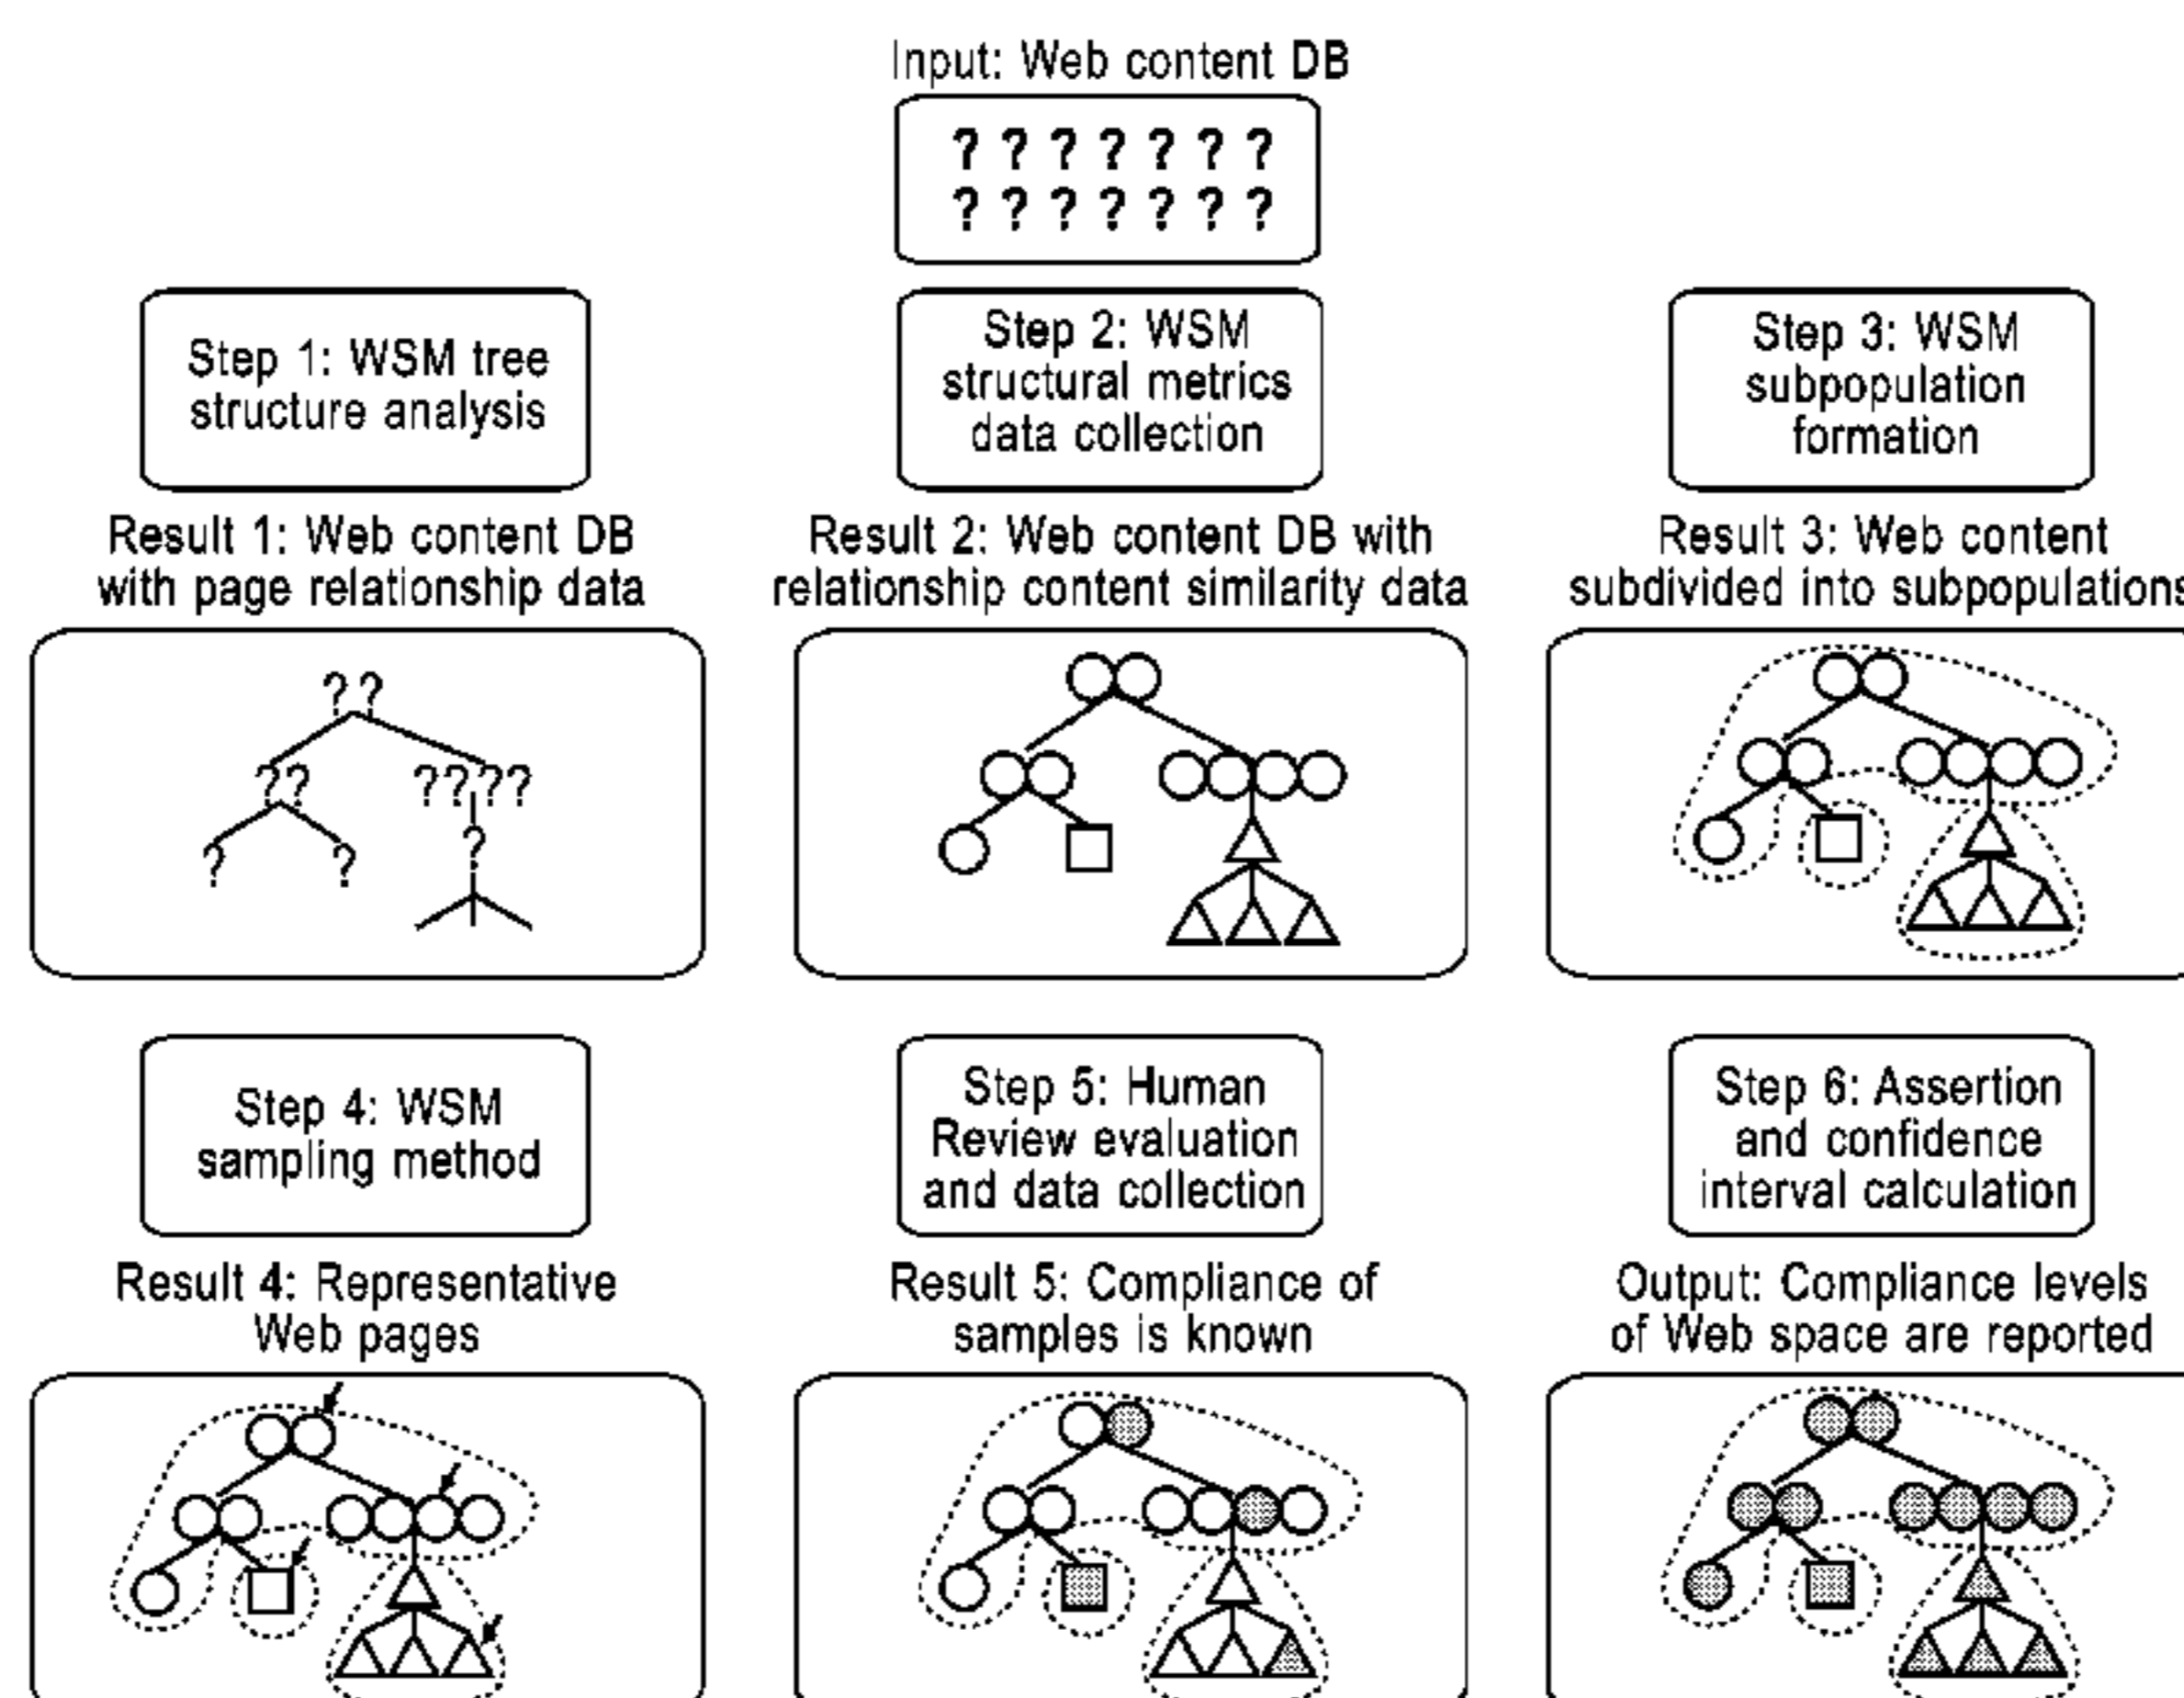 Input: Web content DB
? ? ? ? ? ? ?
? ? ? ? ? ? ?
Step 1: WSM tree
structure analysis
Step 2: WSM
structural metrics
data collection
Step 3: WSM
subpopulation
formation
Result 1: Web content DB
with page relationship data
Result 2: Web content DB with
relationship content similarity data
Result 3: Web content
subdivided into subpopulations
??
??
????
?
?
?
Step 4: WSM
sampling method
Step 5: Human
Review evaluation
and data collection
Step 6: Assertion
and confidence
interval calculation
Result 4: Representative
Web pages
Result 5: Compliance of
samples is known
Output: Compliance levels
of Web space are reported